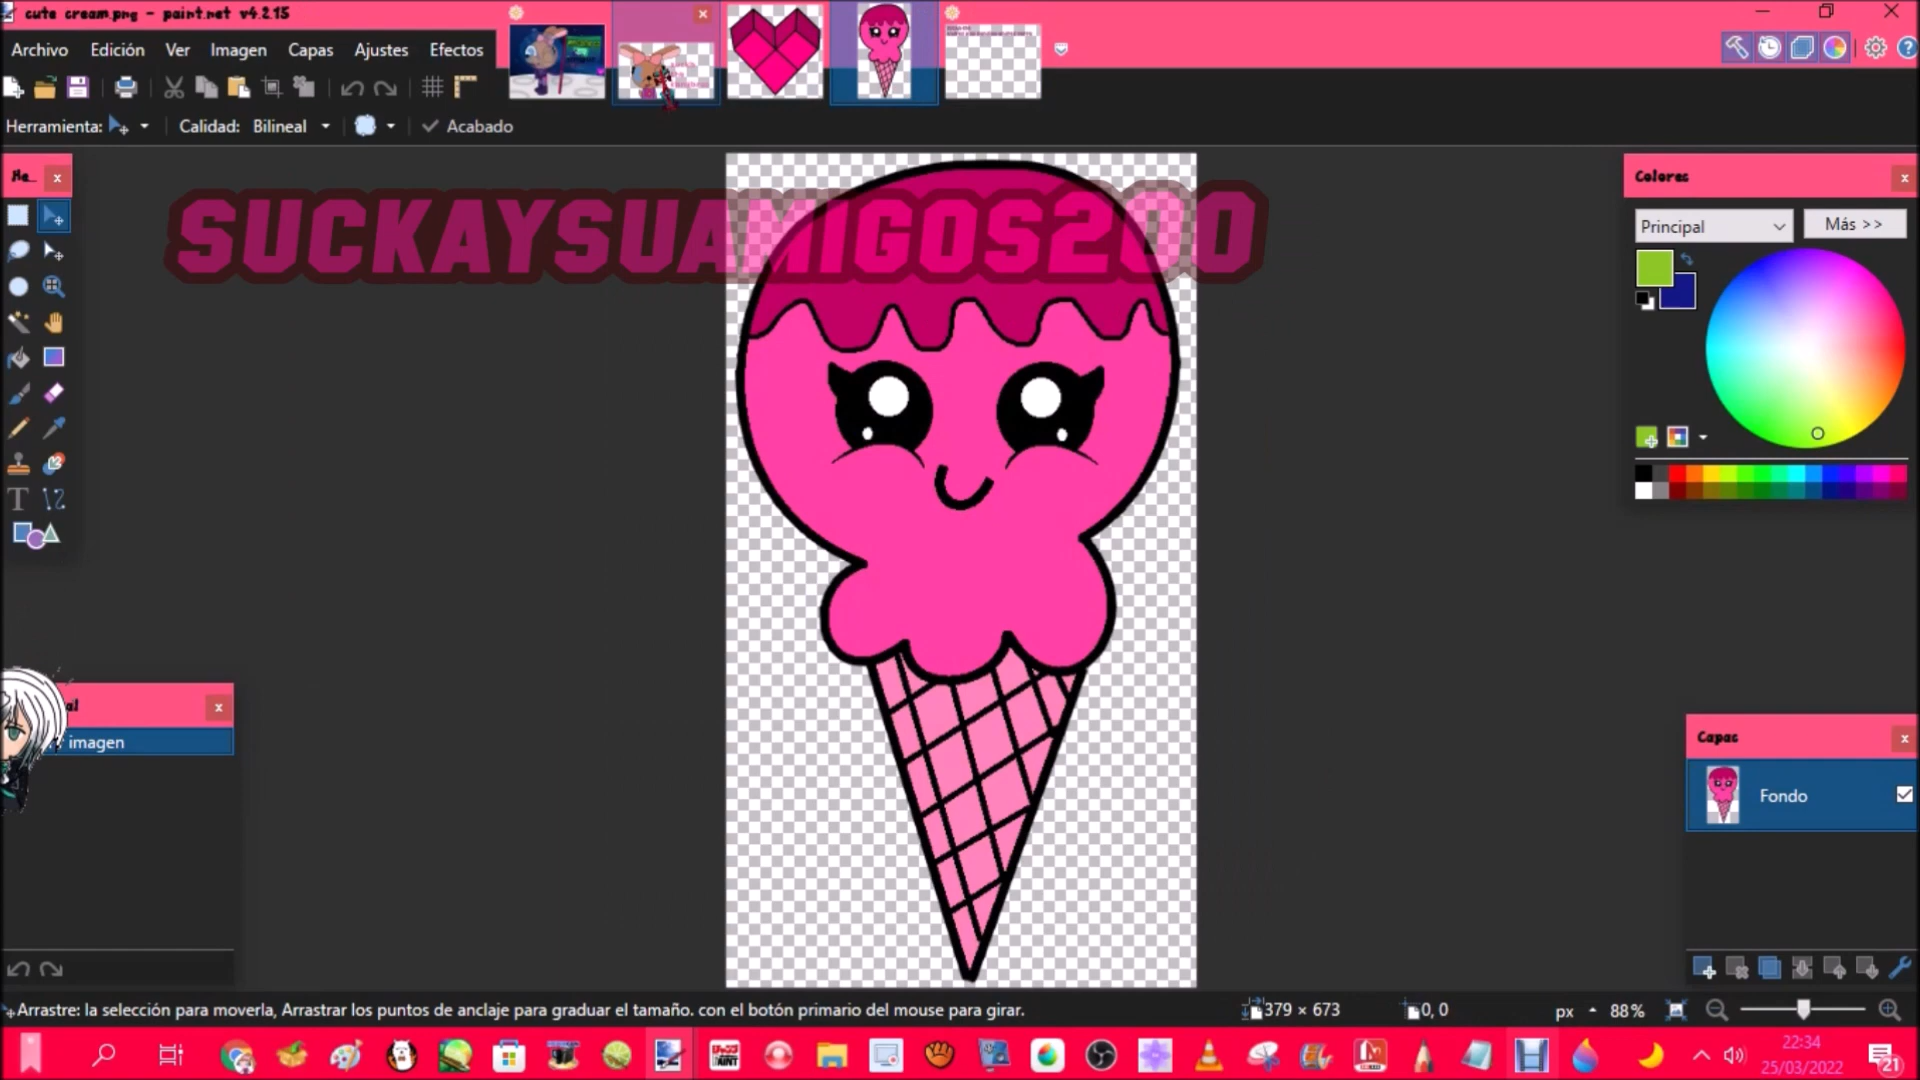 cute cream.png - paint.net v4.2.15
Archivo Edición Ver Imagen Capas Ajustes Efectos
Herramienta: Calidad: Bilineal Acabado
He...
SUCKAYSUAMIGOS200
Colores
Principal Más >>
al
imagen
Capas
Fondo
Arrastre: la selección para moverla, Arrastrar los puntos de anclaje para graduar el tamaño. con el botón primario del mouse para girar.
379 × 673 0, 0 px 88%
22:34
25/03/2022
21